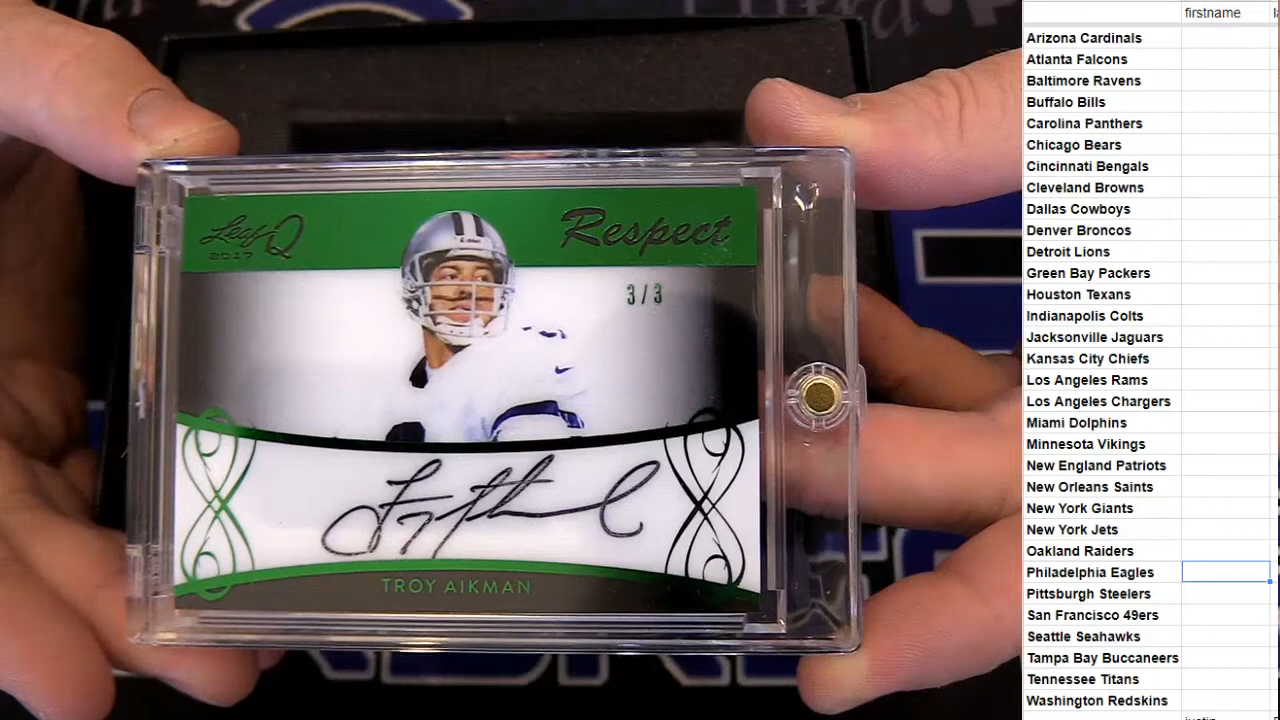 Leaf Q
2017
Respect
3/3
Troy Aikman
TROY AIKMAN
firstname
Arizona Cardinals
Atlanta Falcons
Baltimore Ravens
Buffalo Bills
Carolina Panthers
Chicago Bears
Cincinnati Bengals
Cleveland Browns
Dallas Cowboys
Denver Broncos
Detroit Lions
Green Bay Packers
Houston Texans
Indianapolis Colts
Jacksonville Jaguars
Kansas City Chiefs
Los Angeles Rams
Los Angeles Chargers
Miami Dolphins
Minnesota Vikings
New England Patriots
New Orleans Saints
New York Giants
New York Jets
Oakland Raiders
Philadelphia Eagles
Pittsburgh Steelers
San Francisco 49ers
Seattle Seahawks
Tampa Bay Buccaneers
Tennessee Titans
Washington Redskins